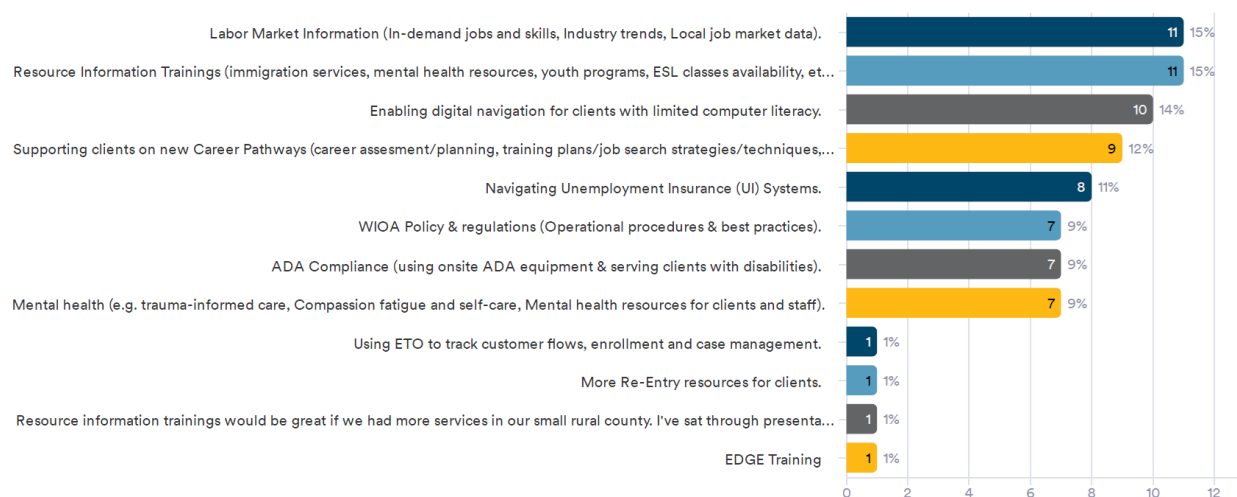 Labor Market Information (In-demand jobs and skills, Industry trends, Local job market data). 11 15%
Resource Information Trainings (immigration services, mental health resources, youth programs, ESL classes availability, et... 11 15%
Enabling digital navigation for clients with limited computer literacy. 10 14%
Supporting clients on new Career Pathways (career assesment/planning, training plans/job search strategies/techniques,... 9 12%
Navigating Unemployment Insurance (UI) Systems. 8 11%
WIOA Policy & regulations (Operational procedures & best practices). 7 9%
ADA Compliance (using onsite ADA equipment & serving clients with disabilities). 7 9%
Mental health (e.g. trauma-informed care, Compassion fatigue and self-care, Mental health resources for clients and staff). 7 9%
Using ETO to track customer flows, enrollment and case management. 1 1%
More Re-Entry resources for clients. 1 1%
Resource information trainings would be great if we had more services in our small rural county. I've sat through presenta... 1 1%
EDGE Training 1 1%
0 2 4 6 8 10 12